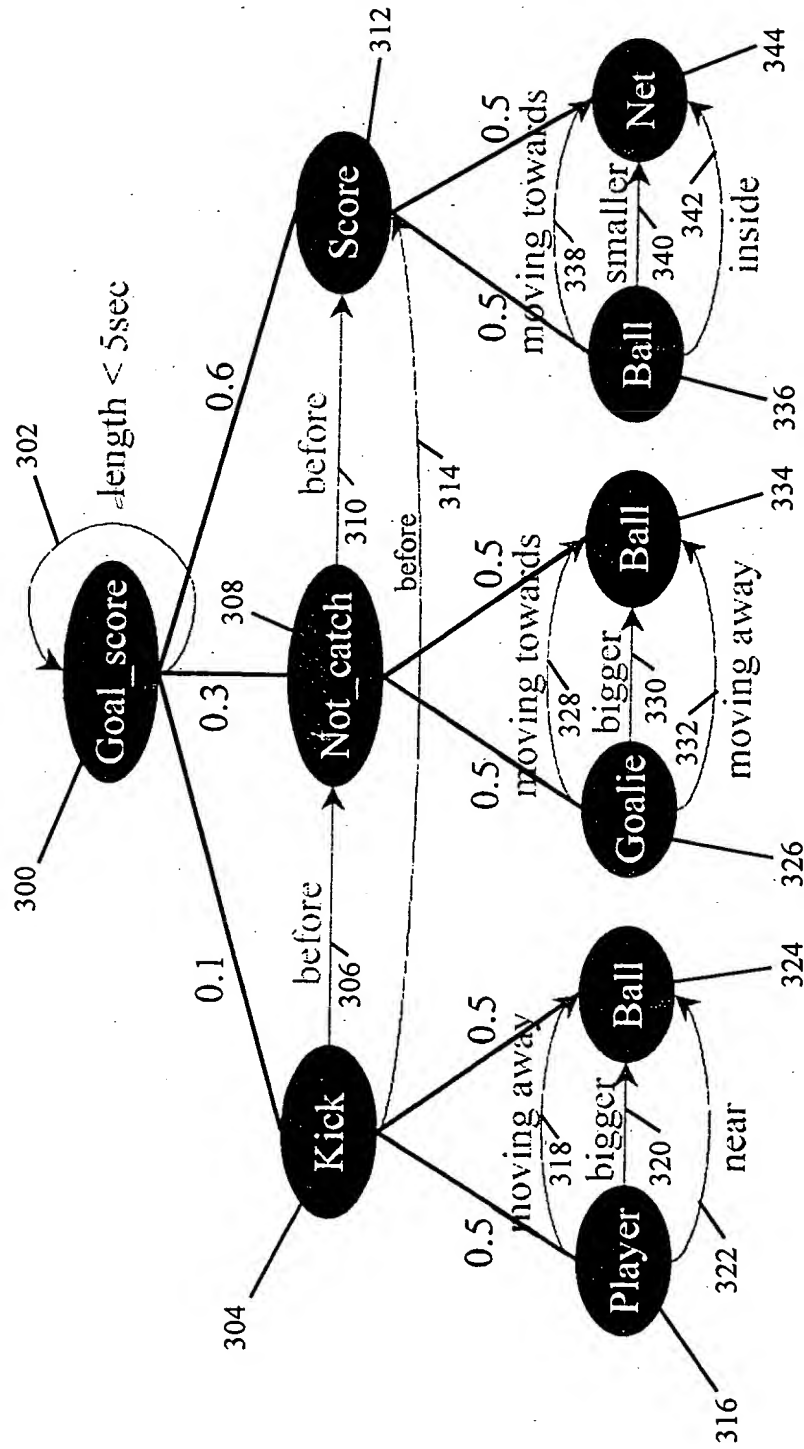 302
300
Goal_score
length < 5sec
0.1
0.3
0.6
308
312
304
Kick
before
306
Not_catch
before
310
Score
before
314
0.5
0.5
0.5
0.5
0.5
0.5
moving away
318
moving towards
328
moving towards
338
Player
bigger
320
Ball
Goalie
bigger
330
Ball
Ball
smaller
340
Net
322
near
332
moving away
342
inside
316
324
326
334
336
344